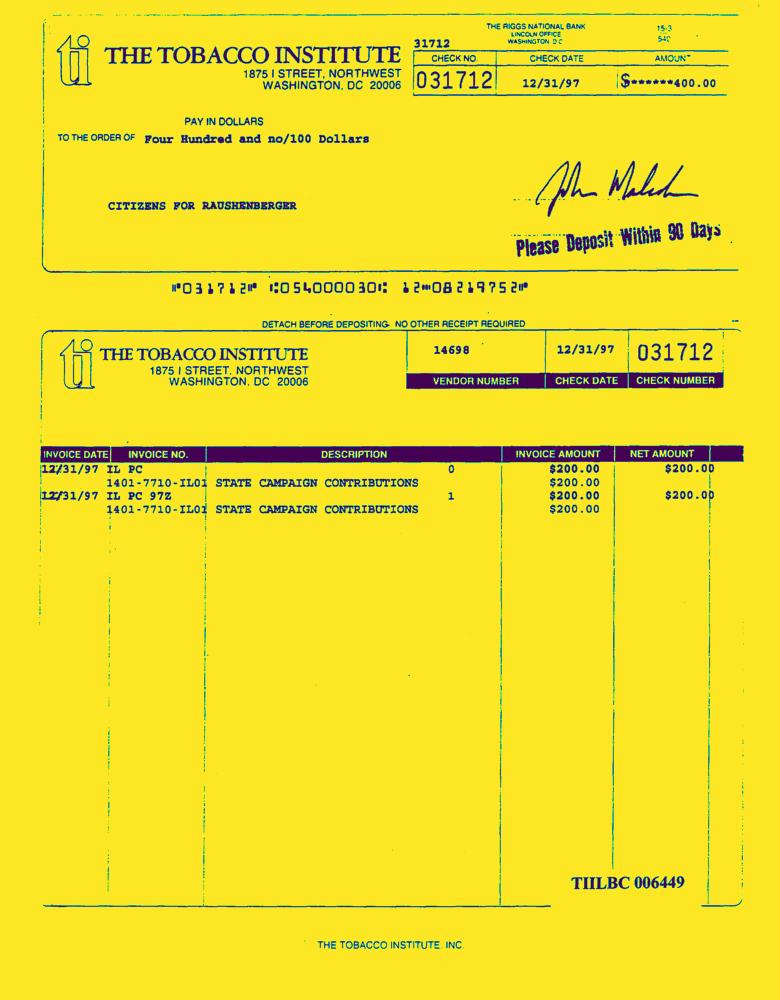 THE RIGGS NATIONAL BANK
LINCOLN OFFICE
WASHINGTON D C
15-3
540
31712
ti THE TOBACCO INSTITUTE
1875 I STREET, NORTHWEST
WASHINGTON, DC 20006
CHECK NO. CHECK DATE AMOUNT
031712 12/31/97 $******400.00
PAY IN DOLLARS
TO THE ORDER OF Four Hundred and no/100 Dollars
CITIZENS FOR RAUSHENBERGER
Please Deposit Within 90 Days
⑈031712⑈ ⑆054000030⑆ 12⑉08219752⑈
DETACH BEFORE DEPOSITING NO OTHER RECEIPT REQUIRED
ti THE TOBACCO INSTITUTE
1875 I STREET, NORTHWEST
WASHINGTON, DC 20006
14698 12/31/97 031712
VENDOR NUMBER CHECK DATE CHECK NUMBER
INVOICE DATE INVOICE NO. DESCRIPTION INVOICE AMOUNT NET AMOUNT
12/31/97 IL PC 0 $200.00 $200.00
1401-7710-IL01 STATE CAMPAIGN CONTRIBUTIONS $200.00
12/31/97 IL PC 97Z 1 $200.00 $200.00
1401-7710-IL01 STATE CAMPAIGN CONTRIBUTIONS $200.00
TIILBC 006449
THE TOBACCO INSTITUTE, INC.